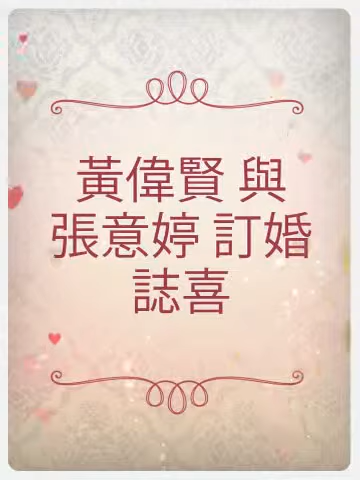 黃偉賢 與
張意婷 訂婚
誌喜